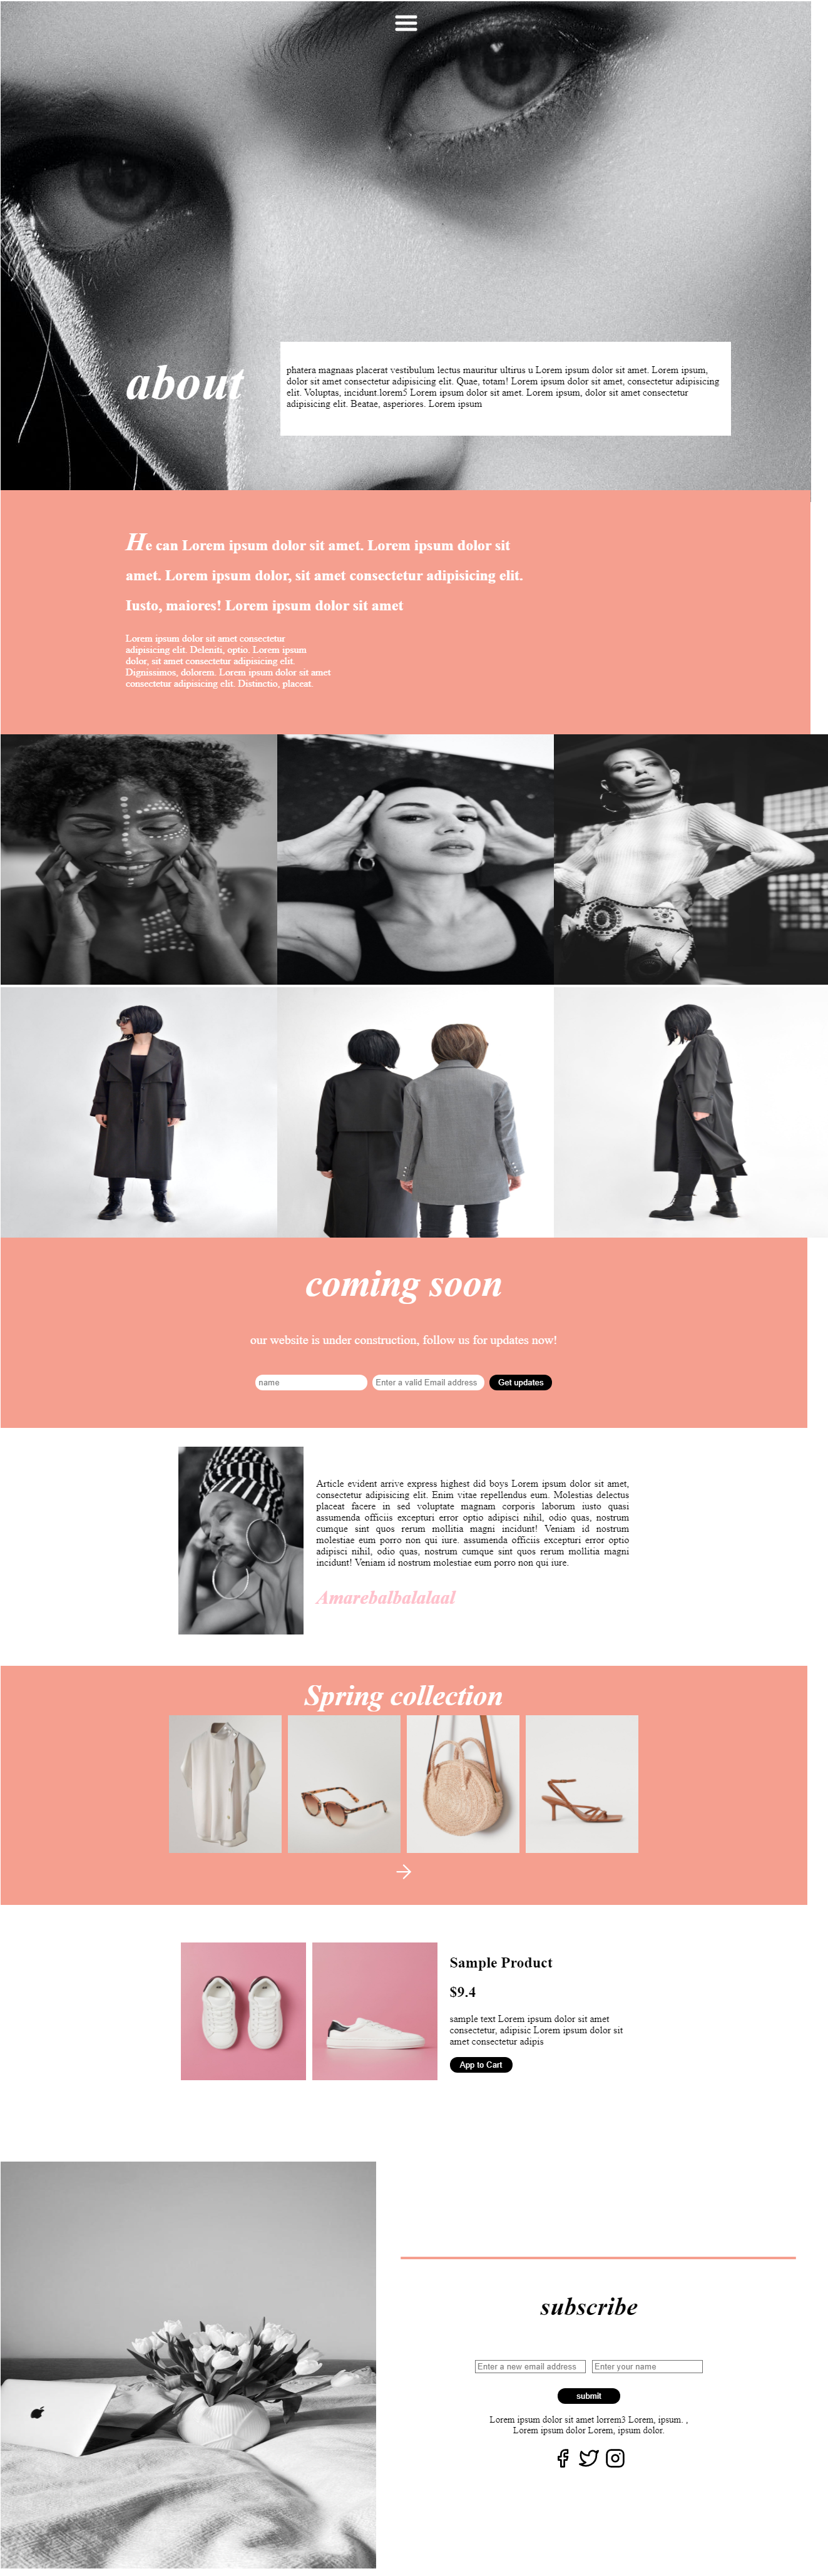 about
phatera magnaas placerat vestibulum lectus mauritur ultirus u Lorem ipsum dolor sit amet. Lorem ipsum,
dolor sit amet consectetur adipisicing elit. Quae, totam! Lorem ipsum dolor sit amet, consectetur adipisicing
elit. Voluptas, incidunt.lorem5 Lorem ipsum dolor sit amet. Lorem ipsum, dolor sit amet consectetur
adipisicing elit. Beatae, asperiores. Lorem ipsum
He can Lorem ipsum dolor sit amet. Lorem ipsum dolor sit
amet. Lorem ipsum dolor, sit amet consectetur adipisicing elit.
Iusto, maiores! Lorem ipsum dolor sit amet
Lorem ipsum dolor sit amet consectetur
adipisicing elit. Deleniti, optio. Lorem ipsum
dolor, sit amet consectetur adipisicing elit.
Dignissimos, dolorem. Lorem ipsum dolor sit amet
consectetur adipisicing elit. Distinctio, placeat.
coming soon
our website is under construction, follow us for updates now!
name Enter a valid Email address Get updates
Article evident arrive express highest did boys Lorem ipsum dolor sit amet,
consectetur adipisicing elit. Enim vitae repellendus eum. Molestias delectus
placeat facere in sed voluptate magnam corporis laborum iusto quasi
assumenda officiis excepturi error optio adipisci nihil, odio quas, nostrum
cumque sint quos rerum mollitia magni incidunt! Veniam id nostrum
molestiae eum porro non qui iure. assumenda officiis excepturi error optio
adipisci nihil, odio quas, nostrum cumque sint quos rerum mollitia magni
incidunt! Veniam id nostrum molestiae eum porro non qui iure.
Amarebalbalalaal
Spring collection
Sample Product
$9.4
sample text Lorem ipsum dolor sit amet
consectetur, adipisic Lorem ipsum dolor sit
amet consectetur adipis
App to Cart
subscribe
Enter a new email address Enter your name
submit
Lorem ipsum dolor sit amet lorrem3 Lorem, ipsum. ,
Lorem ipsum dolor Lorem, ipsum dolor.